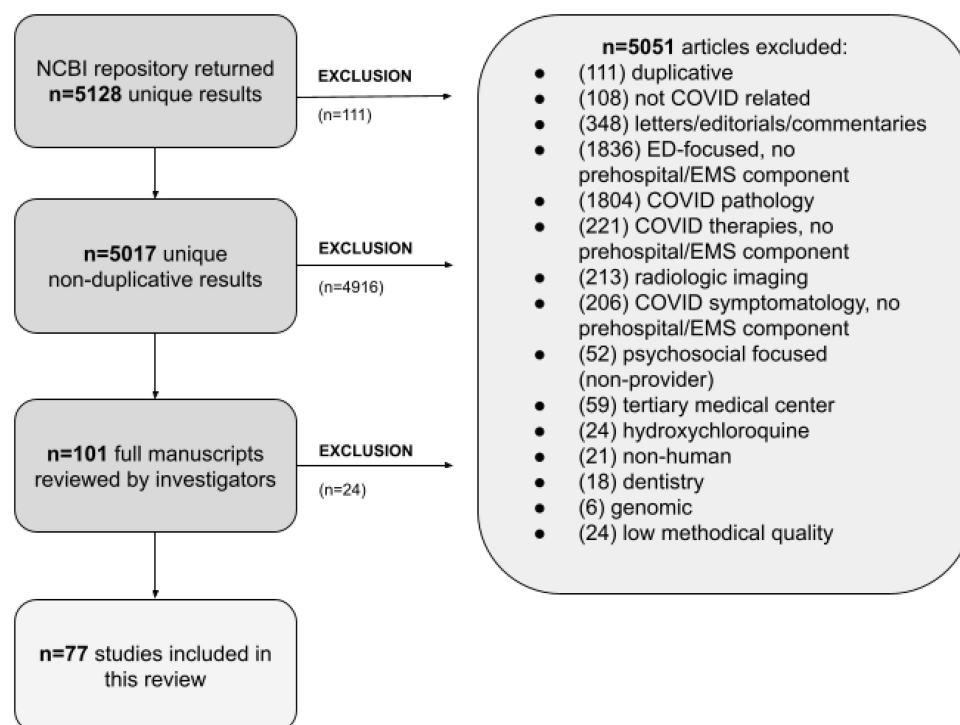 NCBI repository returned
n=5128 unique results
EXCLUSION
(n=111)
n=5017 unique
non-duplicative results
EXCLUSION
(n=4916)
n=101 full manuscripts
reviewed by investigators
EXCLUSION
(n=24)
n=77 studies included in
this review
n=5051 articles excluded:
● (111) duplicative
● (108) not COVID related
● (348) letters/editorials/commentaries
● (1836) ED-focused, no
prehospital/EMS component
● (1804) COVID pathology
● (221) COVID therapies, no
prehospital/EMS component
● (213) radiologic imaging
● (206) COVID symptomatology, no
prehospital/EMS component
● (52) psychosocial focused
(non-provider)
● (59) tertiary medical center
● (24) hydroxychloroquine
● (21) non-human
● (18) dentistry
● (6) genomic
● (24) low methodical quality